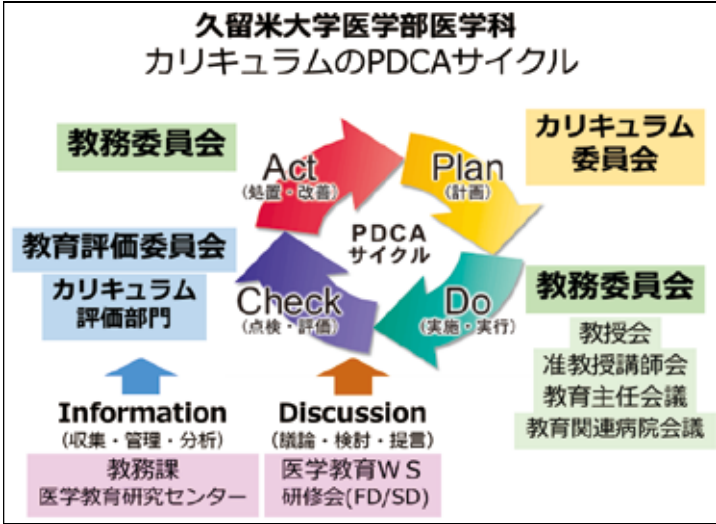 久留米大学医学部医学科
カリキュラムのPDCAサイクル
教務委員会
Act
(処置・改善)
Plan
(計画)
カリキュラム
委員会
PDCA
サイクル
教育評価委員会
カリキュラム
評価部門
Check
(点検・評価)
Do
(実施・実行)
教務委員会
教授会
准教授講師会
教育主任会議
教育関連病院会議
Information
(収集・管理・分析)
教務課
医学教育研究センター
Discussion
(議論・検討・提言)
医学教育WS
研修会(FD/SD)